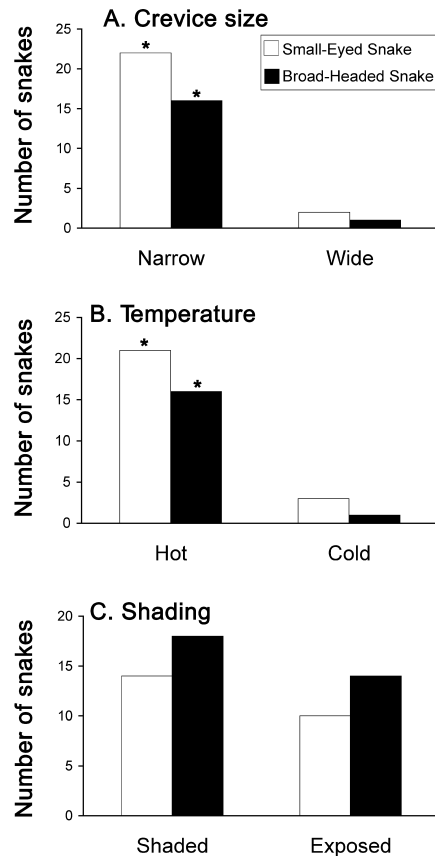 A. Crevice size
Small-Eyed Snake
Broad-Headed Snake
Number of snakes
25
20
15
10
5
0
*
*
Narrow
Wide
B. Temperature
Number of snakes
25
20
15
10
5
0
*
*
Hot
Cold
C. Shading
Number of snakes
20
15
10
5
0
Shaded
Exposed